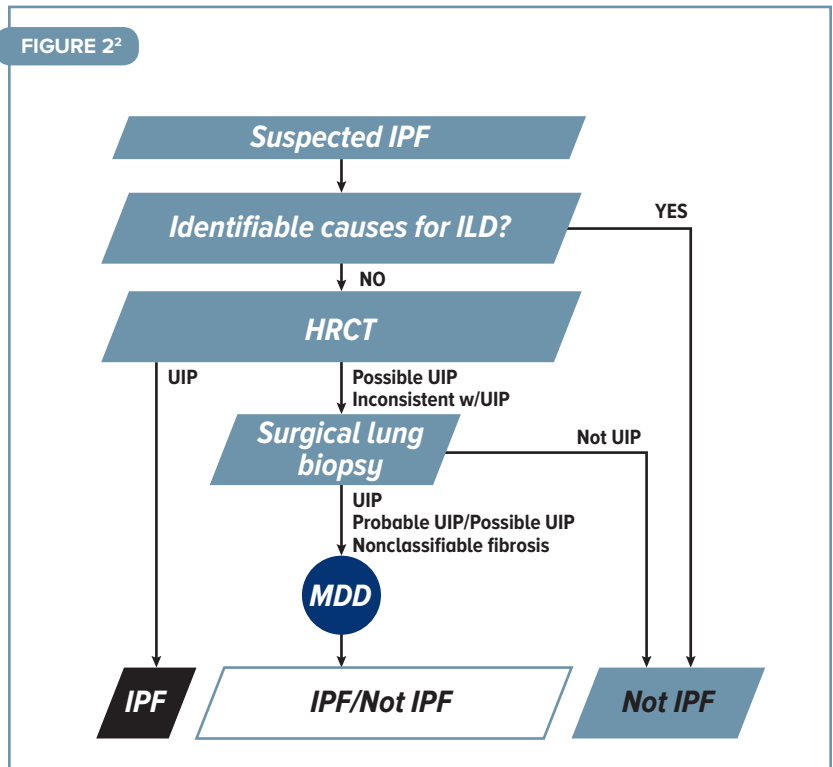 FIGURE 2²
Suspected IPF
Identifiable causes for ILD?
YES
NO
HRCT
UIP
Possible UIP
Inconsistent w/UIP
Surgical lung
biopsy
Not UIP
UIP
Probable UIP/Possible UIP
Nonclassifiable fibrosis
MDD
IPF
IPF/Not IPF
Not IPF